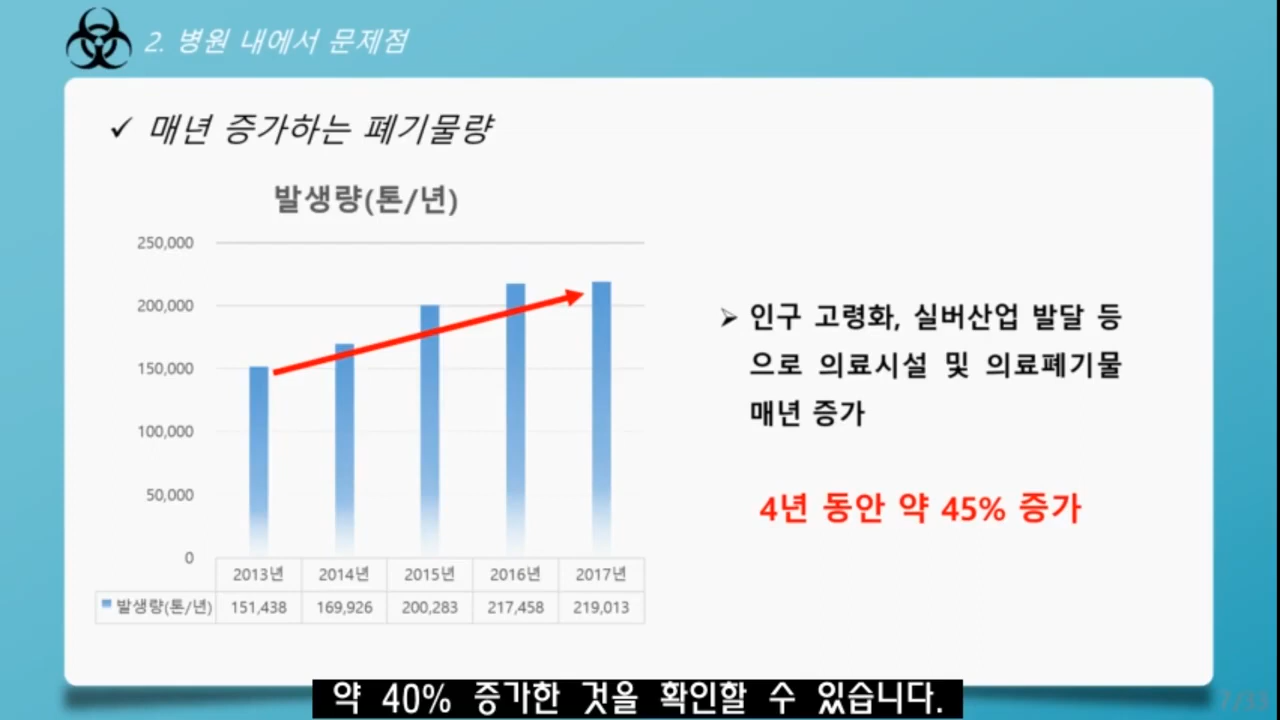 2. 병원 내에서 문제점
✓ 매년 증가하는 폐기물량
발생량(톤/년)
250,000
200,000
150,000
100,000
50,000
0
2013년 2014년 2015년 2016년 2017년
발생량(톤/년) 151,438 169,926 200,283 217,458 219,013
➢ 인구 고령화, 실버산업 발달 등
으로 의료시설 및 의료폐기물
매년 증가
4년 동안 약 45% 증가
약 40% 증가한 것을 확인할 수 있습니다.